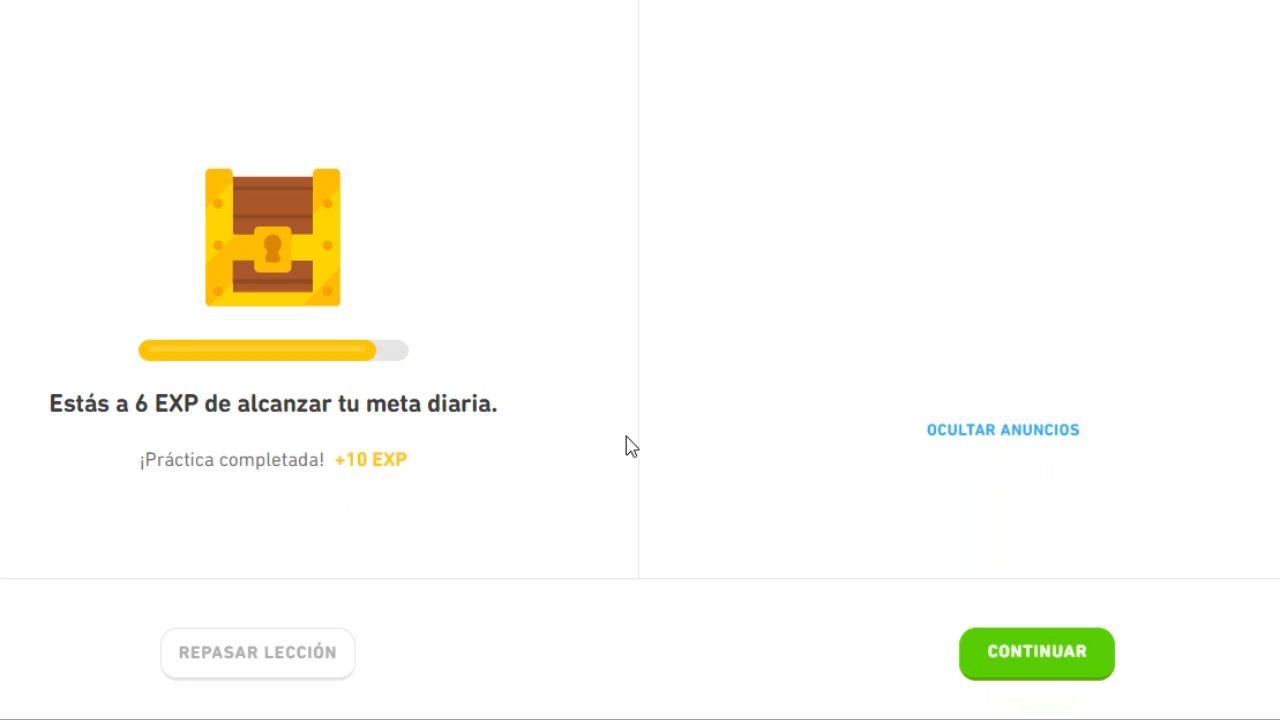 Estás a 6 EXP de alcanzar tu meta diaria.
¡Práctica completada! +10 EXP
OCULTAR ANUNCIOS
REPASAR LECCIÓN
CONTINUAR